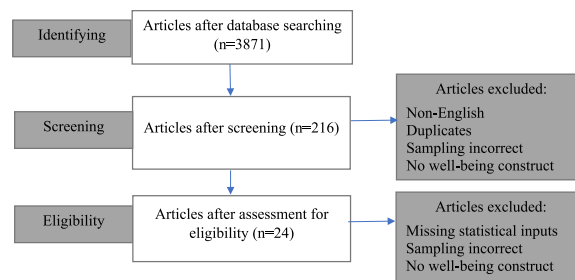 Identifying
Articles after database searching
(n=3871)
Screening
Articles after screening (n=216)
Articles excluded:
Non-English
Duplicates
Sampling incorrect
No well-being construct
Eligibility
Articles after assessment for
eligibility (n=24)
Articles excluded:
Missing statistical inputs
Sampling incorrect
No well-being construct